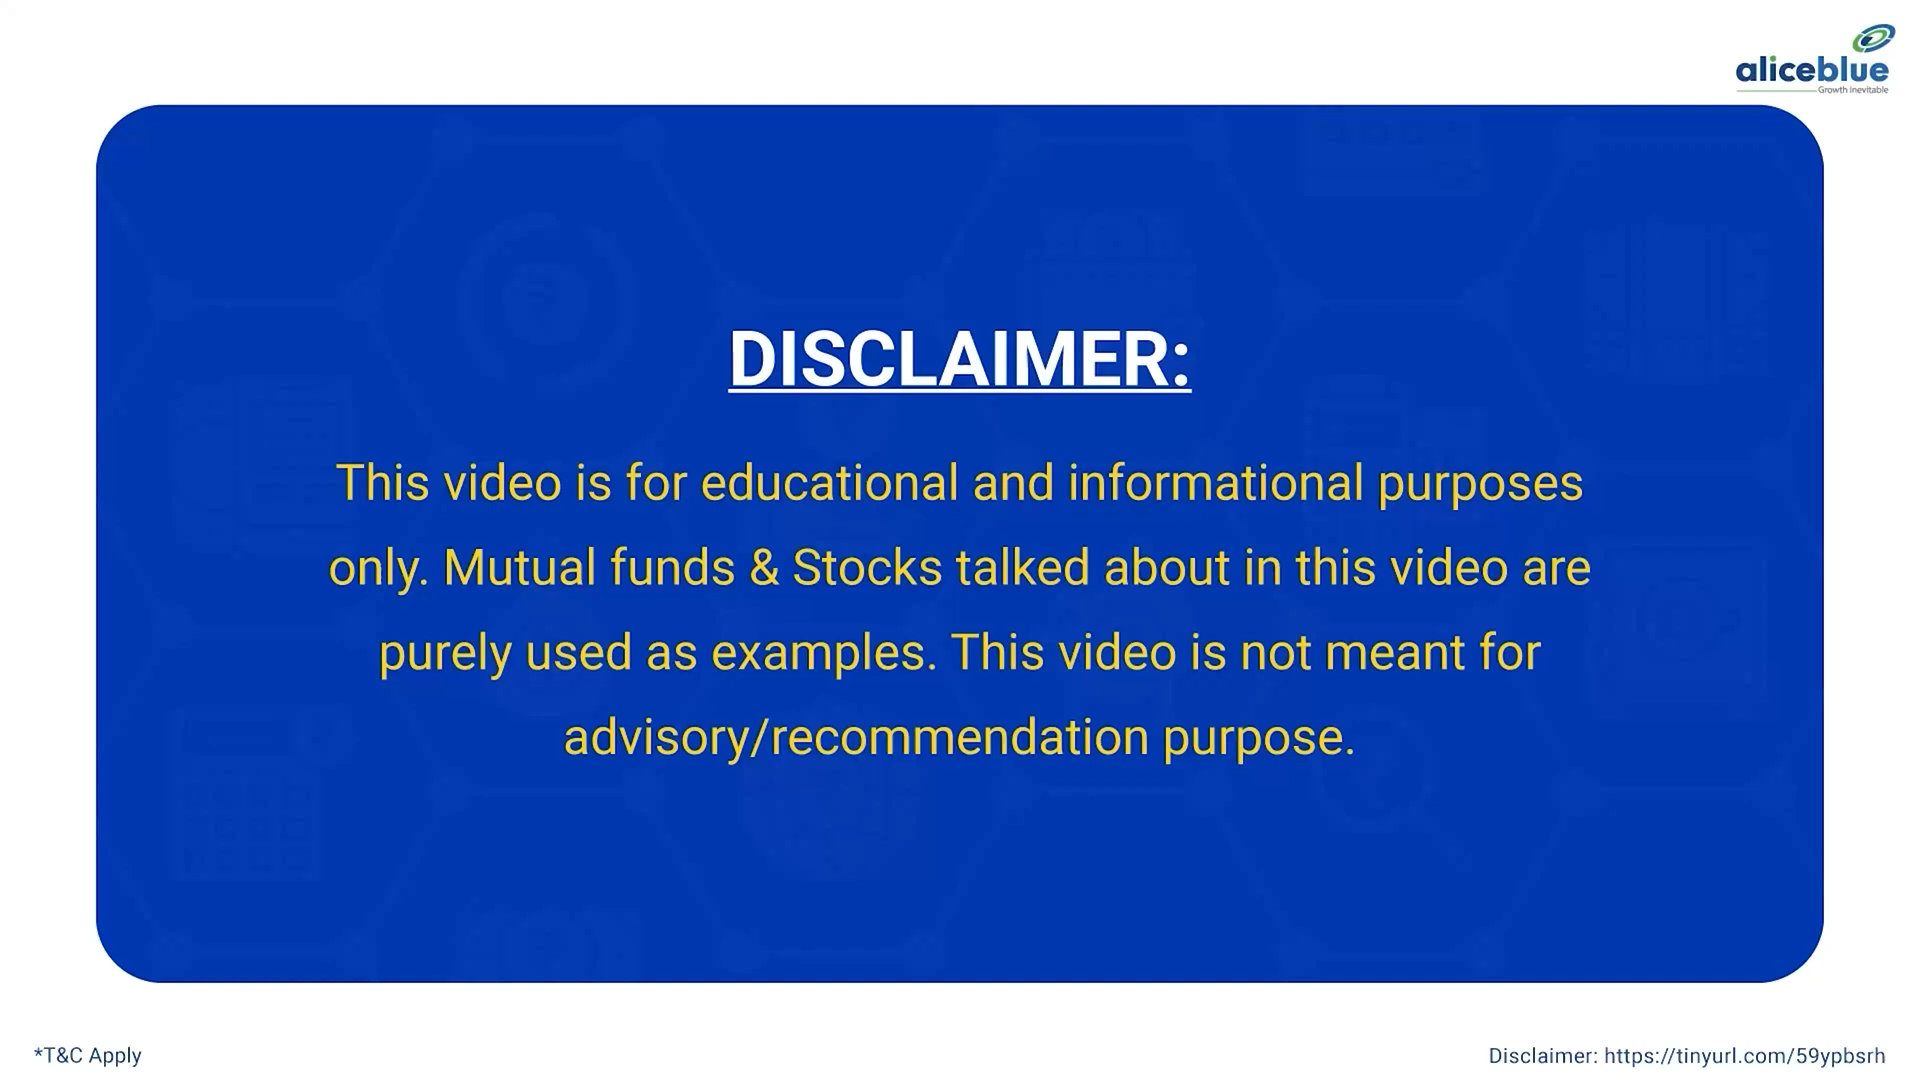 aliceblue
Growth Inevitable
DISCLAIMER:
This video is for educational and informational purposes
only. Mutual funds & Stocks talked about in this video are
purely used as examples. This video is not meant for
advisory/recommendation purpose.
*T&C Apply
Disclaimer: https://tinyurl.com/59ypbsrh